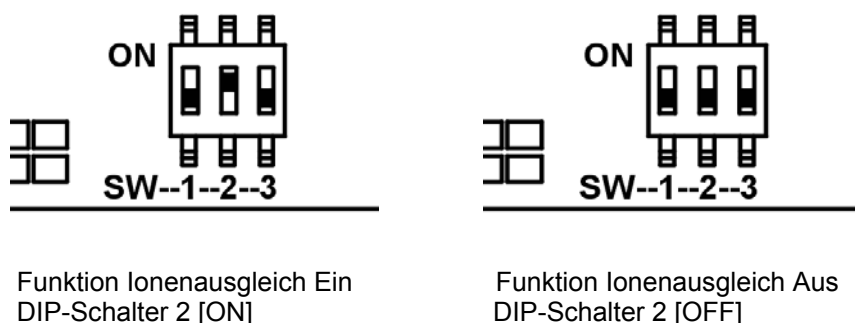 ON
SW--1--2--3
ON
SW--1--2--3
Funktion Ionenausgleich Ein
DIP-Schalter 2 [ON]
Funktion Ionenausgleich Aus
DIP-Schalter 2 [OFF]